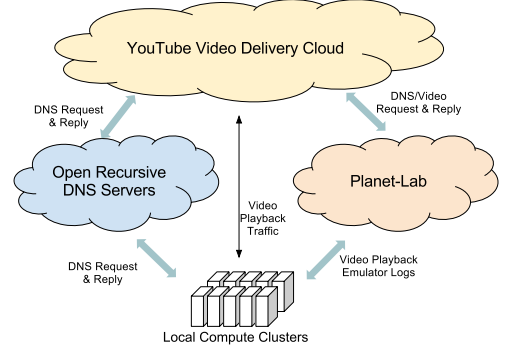 YouTube Video Delivery Cloud
DNS Request
& Reply
DNS/Video
Request & Reply
Open Recursive
DNS Servers
Planet-Lab
Video
Playback
Traffic
DNS Request
& Reply
Video Playback
Emulator Logs
Local Compute Clusters